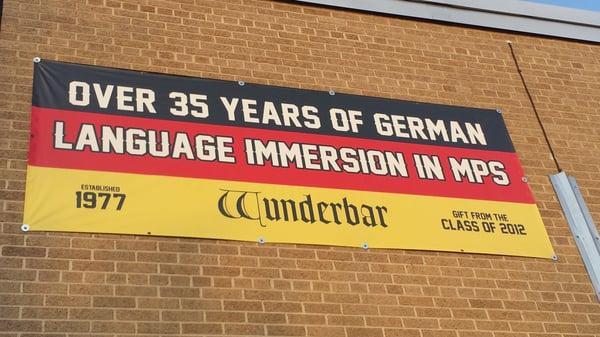 OVER 35 YEARS OF GERMAN
LANGUAGE IMMERSION IN MPS
ESTABLISHED
1977
Wunderbar
GIFT FROM THE
CLASS OF 2012